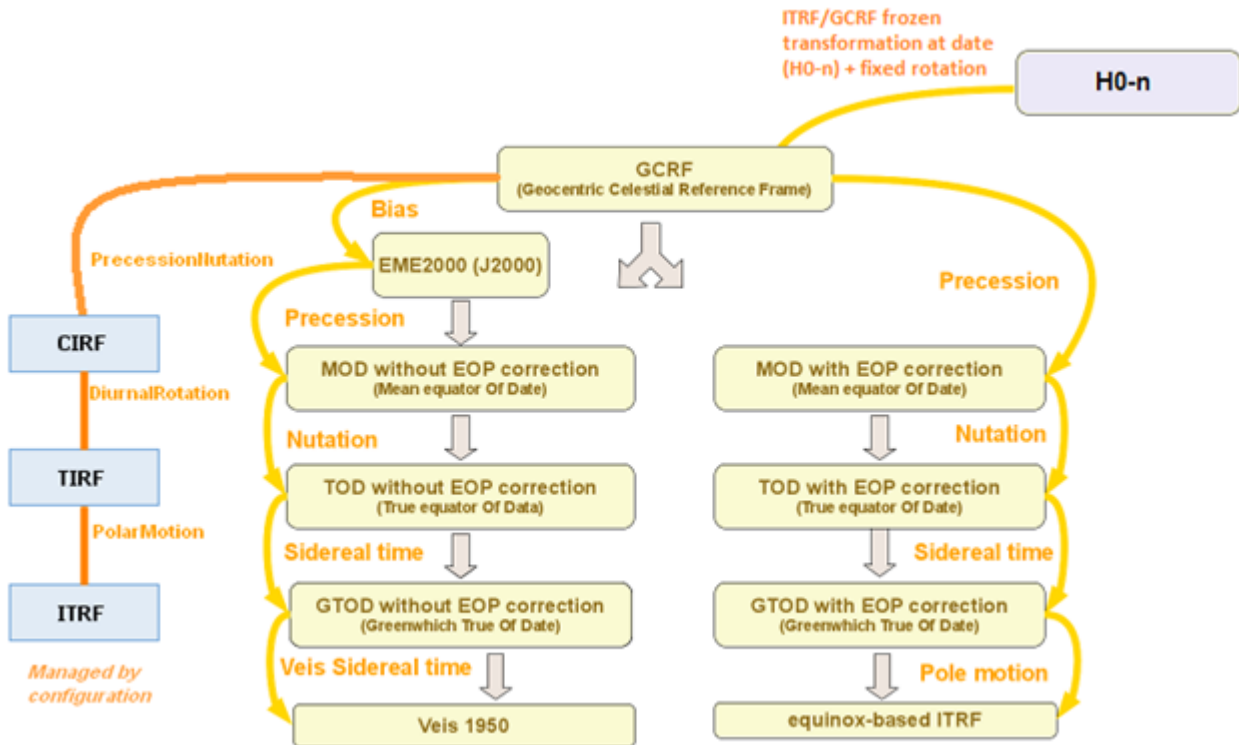 ITRF/GCRF frozen
transformation at date
(H0-n) + fixed rotation
H0-n
GCRF
(Geocentric Celestial Reference Frame)
Bias
PrecessionNutation
EME2000 (J2000)
Precession
Precession
CIRF
MOD without EOP correction
(Mean equator Of Date)
MOD with EOP correction
(Mean equator Of Date)
DiurnalRotation
Nutation
Nutation
TIRF
TOD without EOP correction
(True equator Of Data)
TOD with EOP correction
(True equator Of Date)
PolarMotion
Sidereal time
Sidereal time
ITRF
GTOD without EOP correction
(Greenwhich True Of Date)
GTOD with EOP correction
(Greenwhich True Of Date)
Managed by
configuration
Veis Sidereal time
Pole motion
Veis 1950
equinox-based ITRF